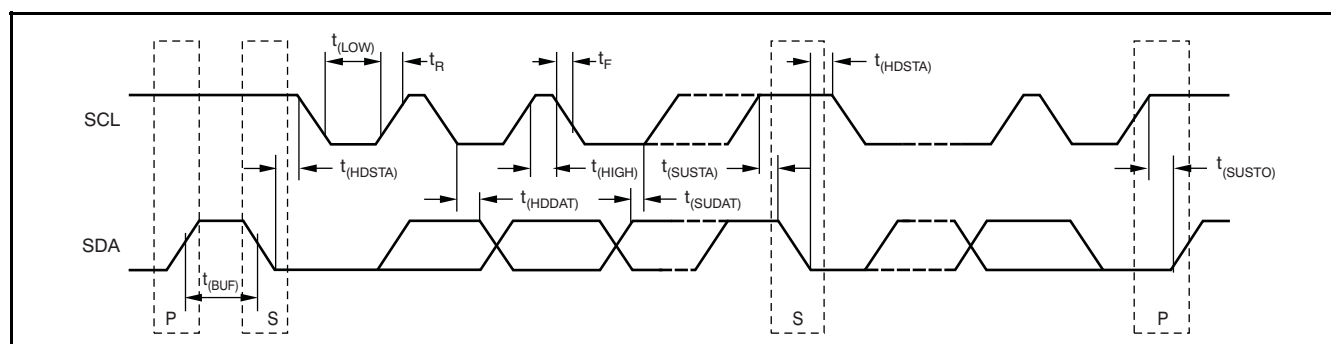 t(LOW)
tR
tF
t(HDSTA)
SCL
t(HDSTA)
t(HIGH)
t(SUSTA)
t(SUSTO)
t(HDDAT)
t(SUDAT)
SDA
t(BUF)
P
S
S
P